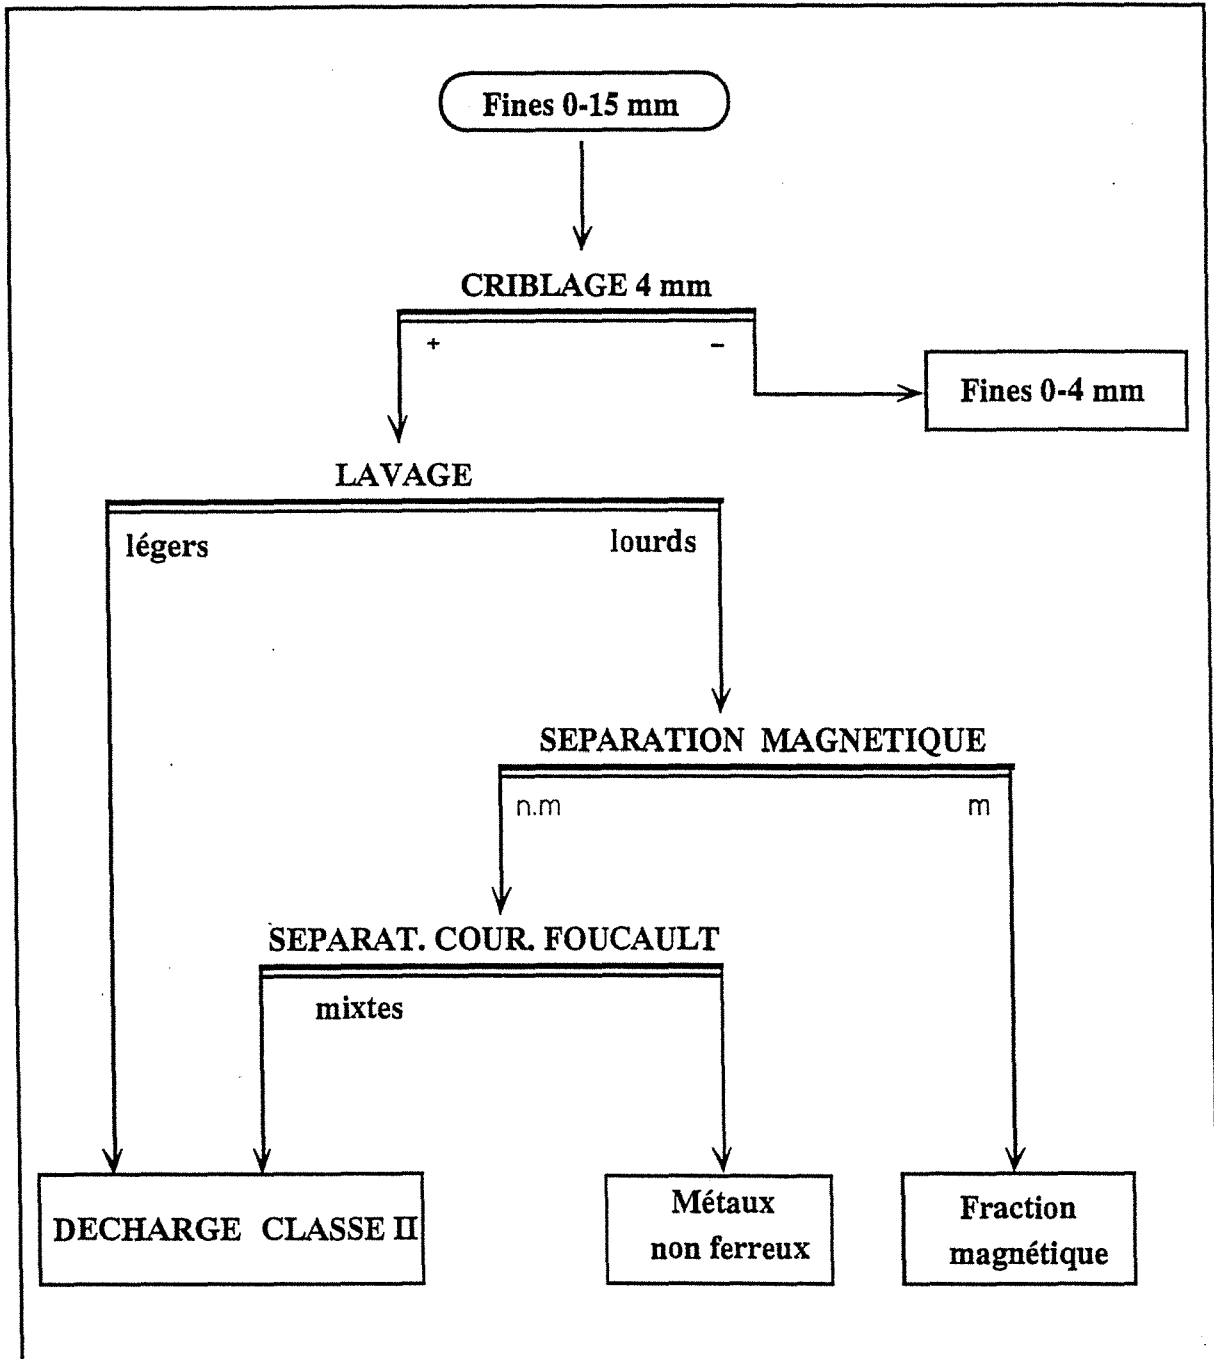 Fines 0-15 mm
CRIBLAGE 4 mm
+
–
Fines 0-4 mm
LAVAGE
légers
lourds
SEPARATION MAGNETIQUE
n.m
m
SEPARAT. COUR. FOUCAULT
mixtes
DECHARGE CLASSE II
Métaux
non ferreux
Fraction
magnétique